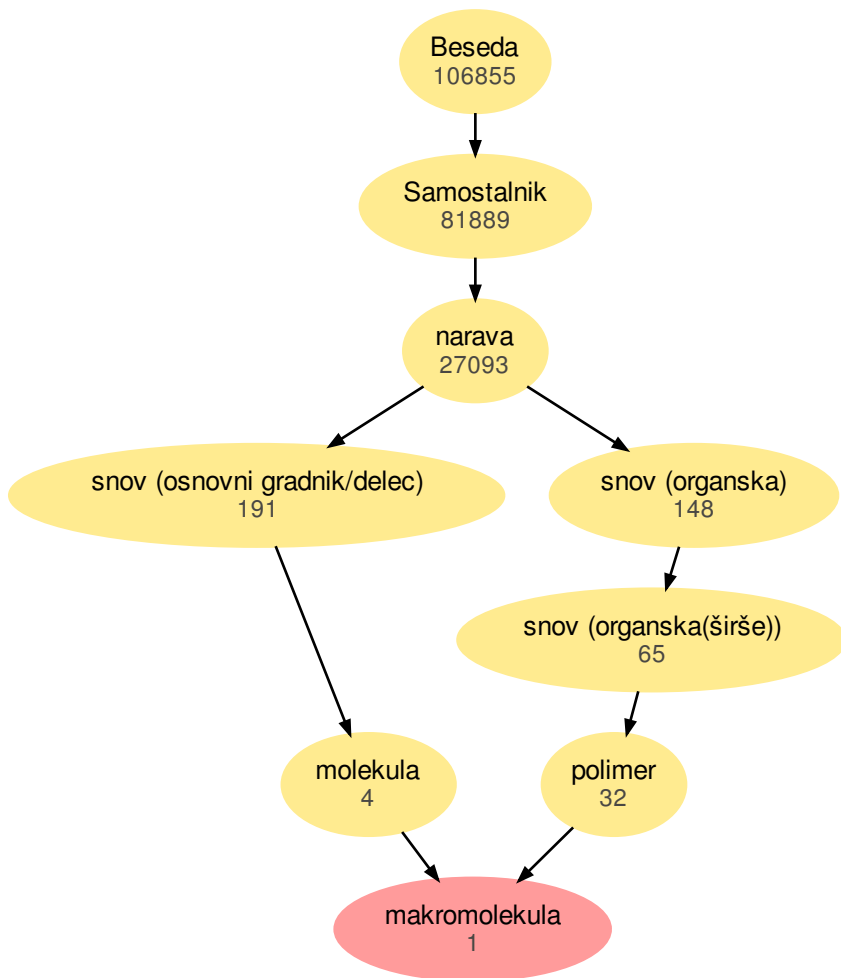 Beseda
106855
Samostalnik
81889
narava
27093
snov (osnovni gradnik/delec)
191
snov (organska)
148
snov (organska(širše))
65
molekula
4
polimer
32
makromolekula
1